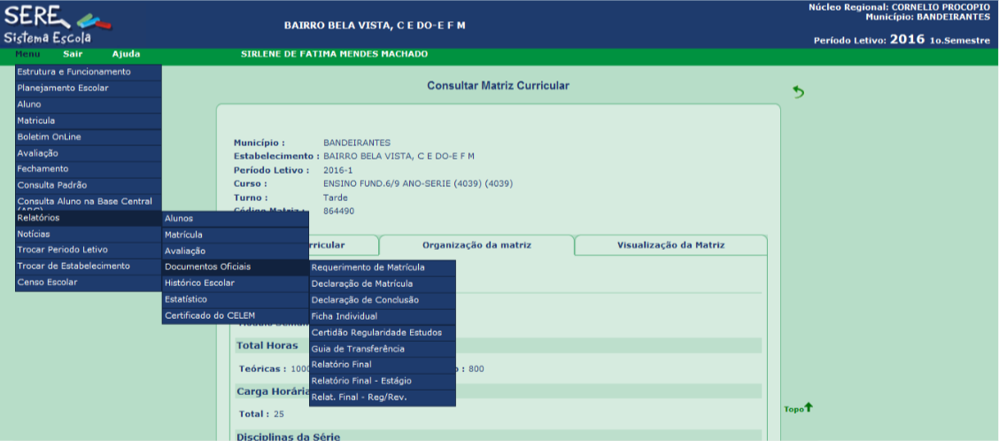 SERE
Sistema Escola
BAIRRO BELA VISTA, C E DO-E F M
Núcleo Regional: CORNELIO PROCOPIO
Município: BANDEIRANTES
Período Letivo: 2016 1o.Semestre
Menu Sair Ajuda
SIRLENE DE FATIMA MENDES MACHADO
Estrutura e Funcionamento
Planejamento Escolar
Aluno
Matricula
Boletim OnLine
Avaliação
Fechamento
Consulta Padrão
Consulta Aluno na Base Central
Relatórios
Notícias
Trocar Periodo Letivo
Trocar de Estabelecimento
Censo Escolar
Alunos
Matrícula
Avaliação
Documentos Oficiais
Histórico Escolar
Estatístico
Certificado do CELEM
Requerimento de Matrícula
Declaração de Matrícula
Declaração de Conclusão
Ficha Individual
Certidão Regularidade Estudos
Guia de Transferência
Relatório Final
Relatório Final - Estágio
Relat. Final - Reg/Rev.
Consultar Matriz Curricular
Município : BANDEIRANTES
Estabelecimento : BAIRRO BELA VISTA, C E DO-E F M
Período Letivo : 2016-1
Curso : ENSINO FUND.6/9 ANO-SERIE (4039) (4039)
Turno : Tarde
Código Matriz : 864490
rricular
Organização da matriz
Visualização da Matriz
Total Horas
Teóricas : 1000 : 800
Carga Horária
Total : 25
Disciplinas da Série
Topo